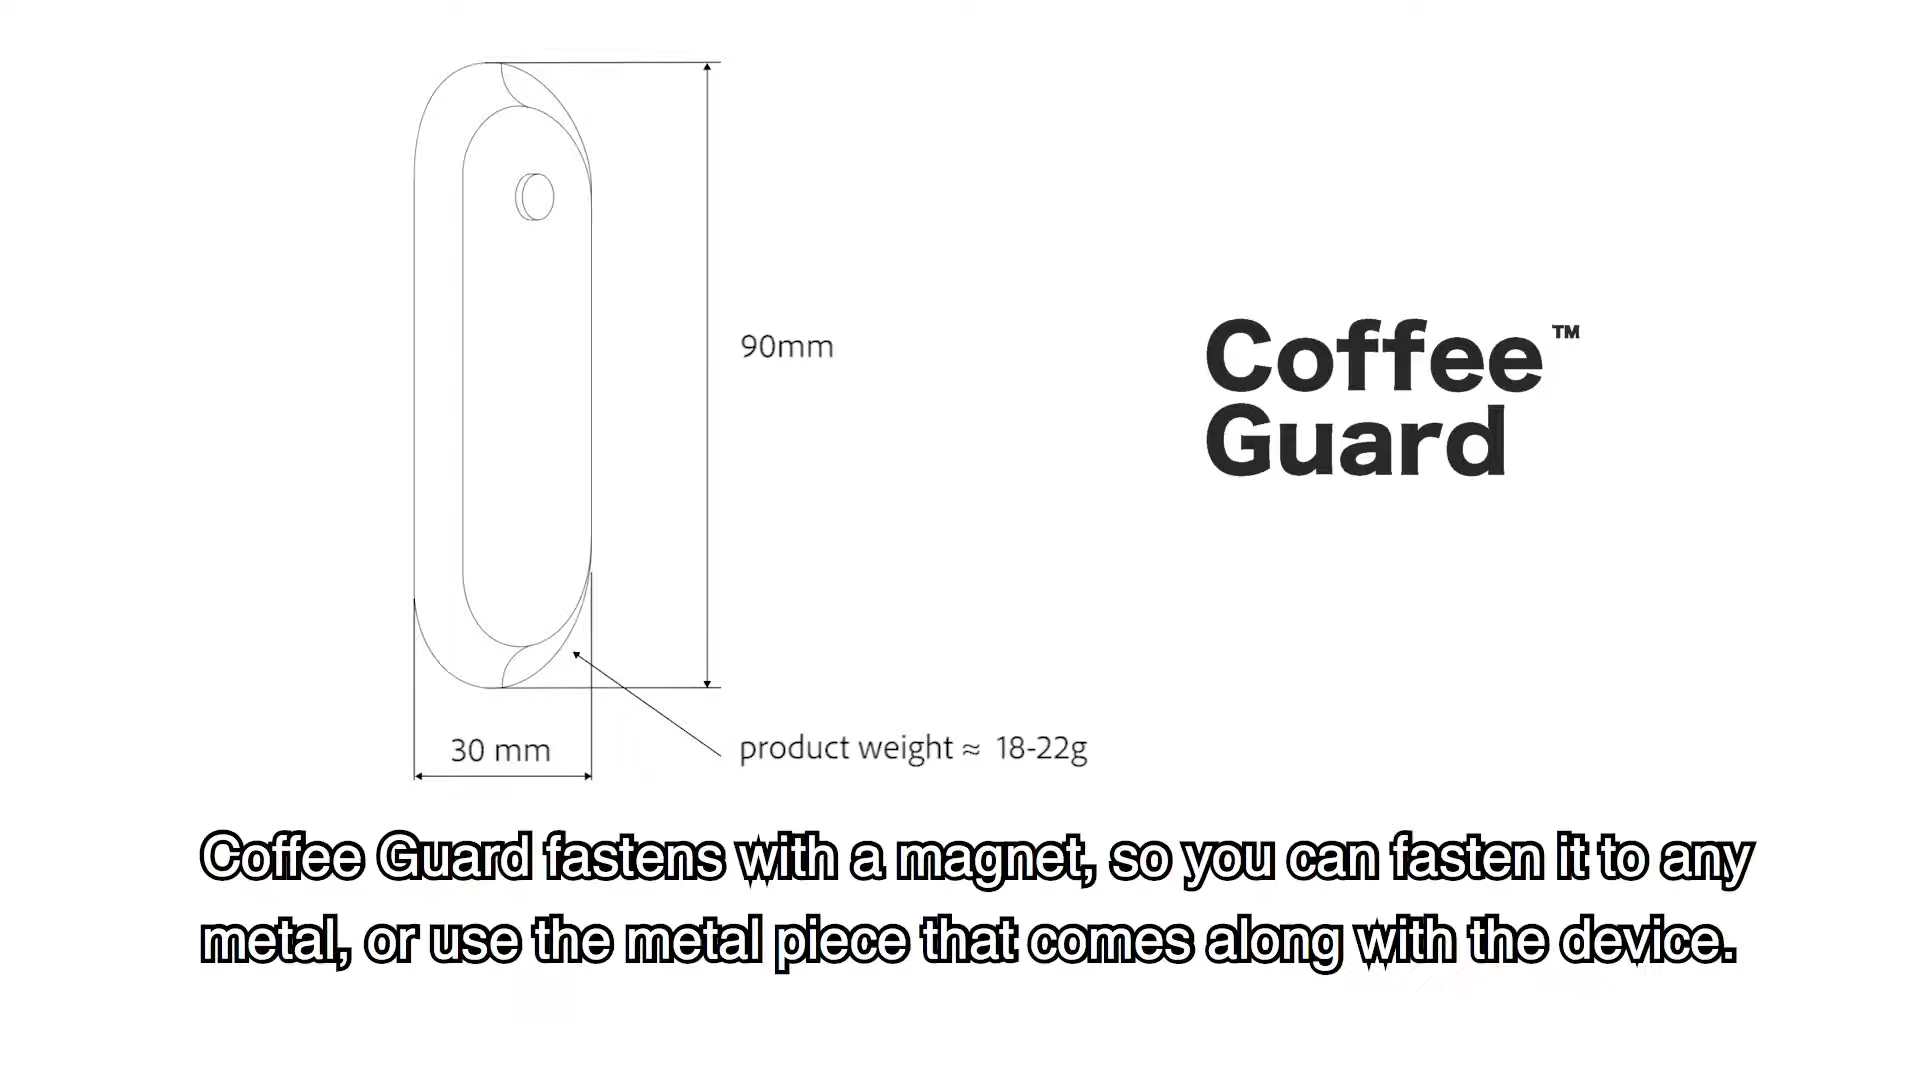 90mm
Coffee™
Guard
30 mm
product weight ≈ 18-22g
Coffee Guard fastens with a magnet, so you can fasten it to any
metal, or use the metal piece that comes along with the device.